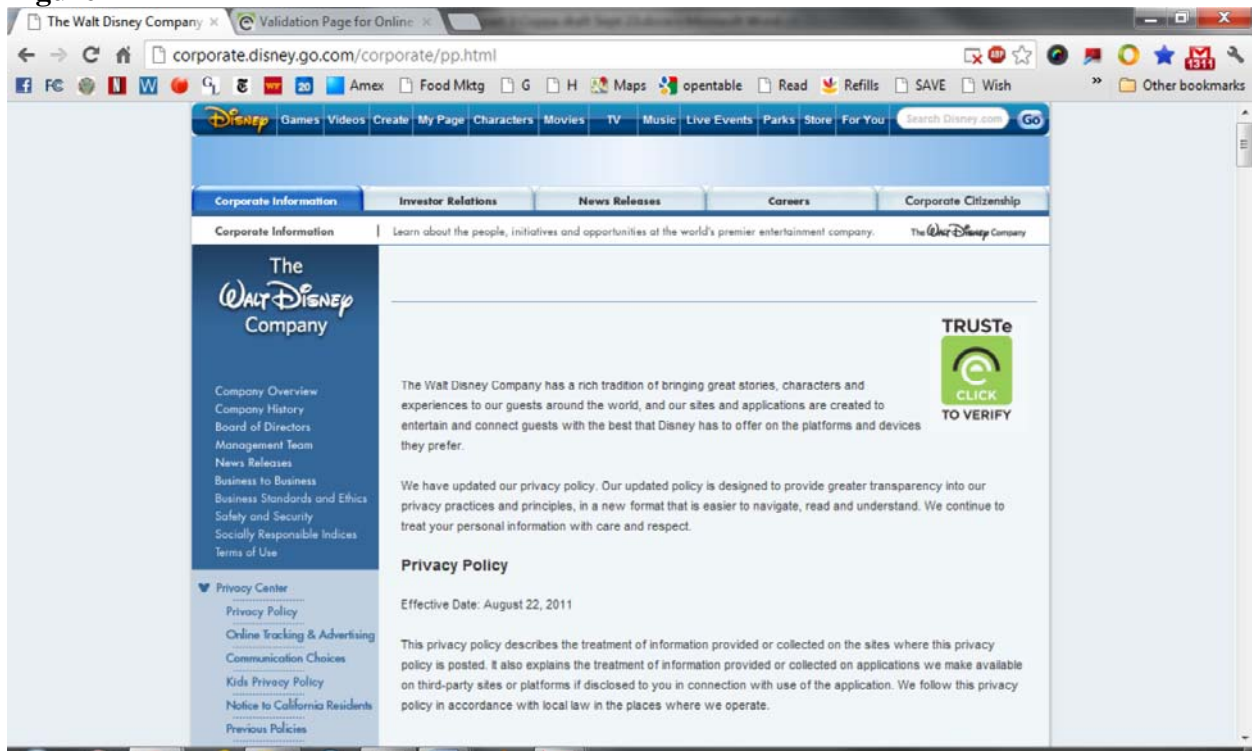 The Walt Disney Company × Validation Page for Online ×
corporate.disney.go.com/corporate/pp.html
Amex Food Mktg G H Maps opentable Read Refills SAVE Wish » Other bookmarks
Disney Games Videos Create My Page Characters Movies TV Music Live Events Parks Store For You Search Disney.com Go
Corporate Information Investor Relations News Releases Careers Corporate Citizenship
Corporate Information | Learn about the people, initiatives and opportunities at the world's premier entertainment company. The Walt Disney Company
The
Walt Disney
Company
Company Overview
Company History
Board of Directors
Management Team
News Releases
Business to Business
Business Standards and Ethics
Safety and Security
Socially Responsible Indices
Terms of Use
Privacy Center
Privacy Policy
Online Tracking & Advertising
Communication Choices
Kids Privacy Policy
Notice to California Residents
Previous Policies
TRUSTe
CLICK
TO VERIFY
The Walt Disney Company has a rich tradition of bringing great stories, characters and
experiences to our guests around the world, and our sites and applications are created to
entertain and connect guests with the best that Disney has to offer on the platforms and devices
they prefer.
We have updated our privacy policy. Our updated policy is designed to provide greater transparency into our
privacy practices and principles, in a new format that is easier to navigate, read and understand. We continue to
treat your personal information with care and respect.
Privacy Policy
Effective Date: August 22, 2011
This privacy policy describes the treatment of information provided or collected on the sites where this privacy
policy is posted. It also explains the treatment of information provided or collected on applications we make available
on third-party sites or platforms if disclosed to you in connection with use of the application. We follow this privacy
policy in accordance with local law in the places where we operate.